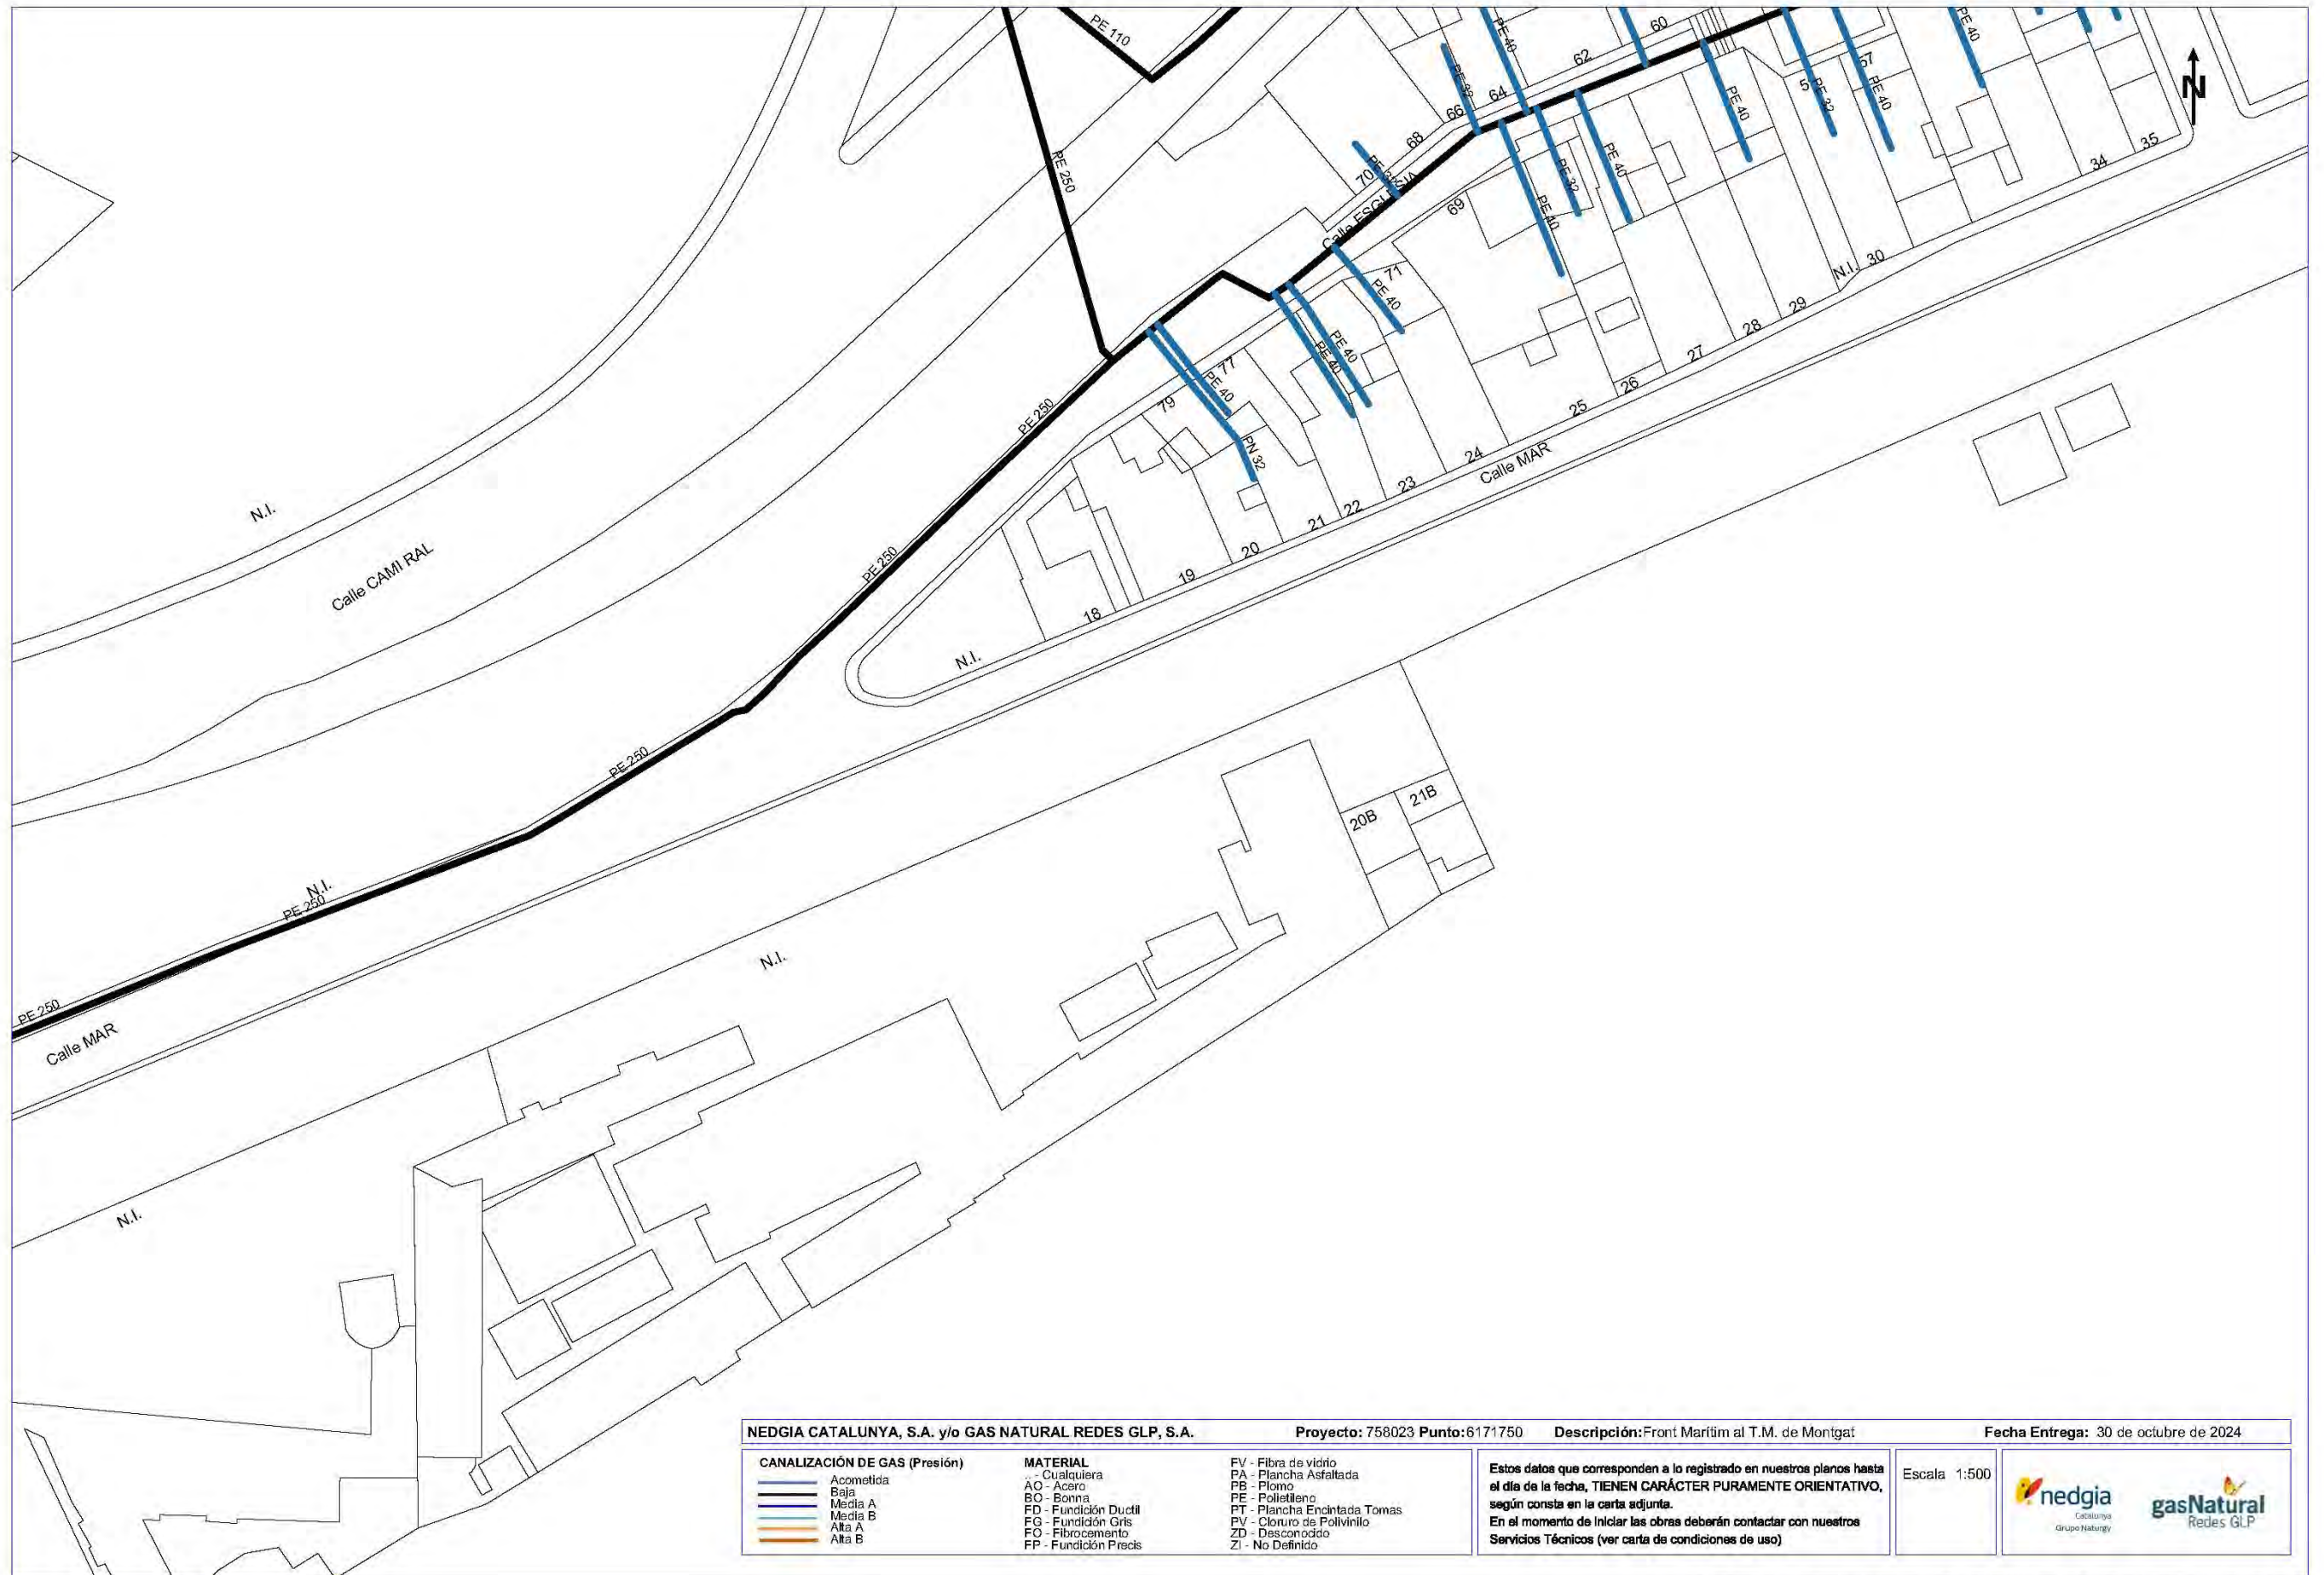 PE 110
PE 40
60
62
PE 40
57
PE 32
64
5
PE 32
PE 40
66
PE 40
N
68
35
34
PE 250
70
PE 40
PE 32
Calle ESGLESIA
69
PE 40
71
N.I. 30
PE 40
29
28
PE 40
27
PE 40
77
26
PE 40
79
25
PE 250
PN 32
24
Calle MAR
23
22
21
N.I.
20
Calle CAMI RAL
PE 250
19
18
N.I.
PE 250
21B
20B
N.I.
PE 250
N.I.
PE 250
Calle MAR
N.I.
NEDGIA CATALUNYA, S.A. y/o GAS NATURAL REDES GLP, S.A. Proyecto: 758023 Punto:6171750 Descripción:Front Marítim al T.M. de Montgat Fecha Entrega: 30 de octubre de 2024
CANALIZACIÓN DE GAS (Presión)
Acometida
Baja
Media A
Media B
Alta A
Alta B
MATERIAL
.. - Cualquiera
AO - Acero
BO - Bonna
FD - Fundición Ductil
FG - Fundición Gris
FO - Fibrocemento
FP - Fundición Precis
FV - Fibra de vidrio
PA - Plancha Asfaltada
PB - Plomo
PE - Polietileno
PT - Plancha Encintada Tomas
PV - Cloruro de Polivinilo
ZD - Desconocido
ZI - No Definido
Estos datos que corresponden a lo registrado en nuestros planos hasta
el día de la fecha, TIENEN CARÁCTER PURAMENTE ORIENTATIVO,
según consta en la carta adjunta.
En el momento de iniciar las obras deberán contactar con nuestros
Servicios Técnicos (ver carta de condiciones de uso)
Escala 1:500
nedgia
Catalunya
Grupo Naturgy
gasNatural
Redes GLP